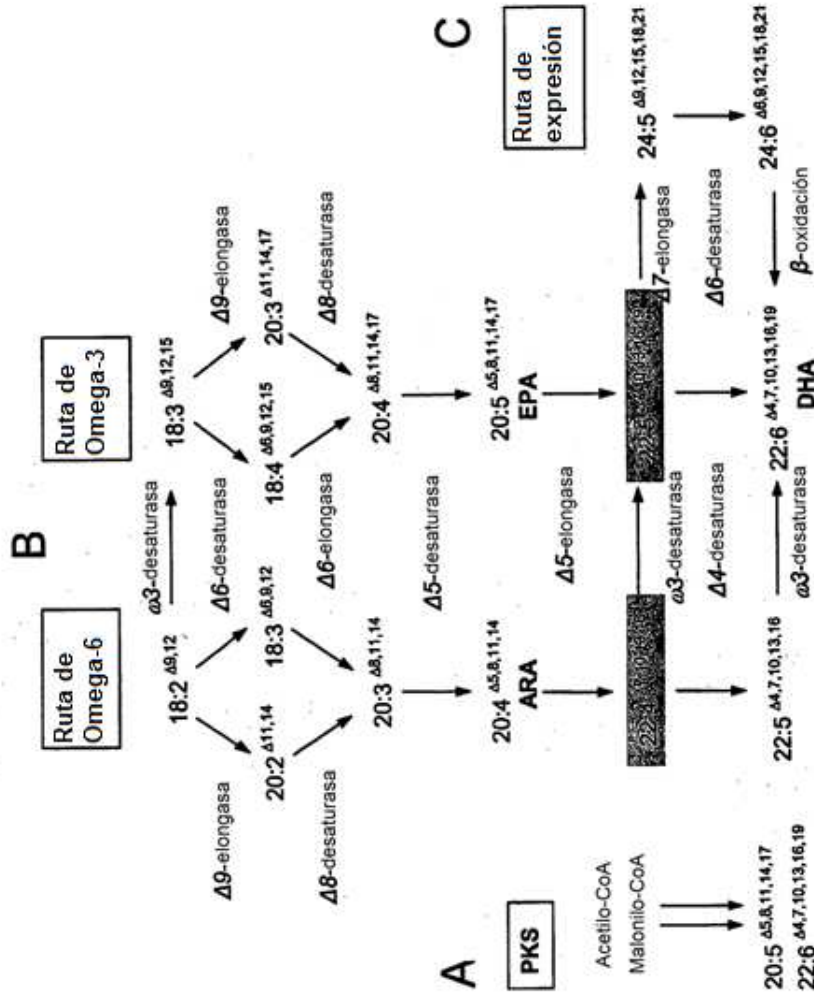 A
PKS
Acetilo-CoA
Malonilo-CoA
20:5 Δ5,8,11,14,17
22:6 Δ4,7,10,13,16,19
B
Ruta de
Omega-6
Ruta de
Omega-3
18:2 Δ9,12
ω3-desaturasa
18:3 Δ9,12,15
Δ9-elongasa
Δ6-desaturasa
Δ9-elongasa
20:2 Δ11,14
18:3 Δ6,9,12
18:4 Δ6,9,12,15
20:3 Δ11,14,17
Δ8-desaturasa
Δ6-elongasa
Δ8-desaturasa
20:3 Δ8,11,14
20:4 Δ8,11,14,17
Δ5-desaturasa
20:4 Δ5,8,11,14
ARA
20:5 Δ5,8,11,14,17
EPA
Δ5-elongasa
ω3-desaturasa
Δ7-elongasa
Δ4-desaturasa
Δ6-desaturasa
22:5 Δ4,7,10,13,16
ω3-desaturasa
22:6 Δ4,7,10,13,16,19
DHA
β-oxidación
C
Ruta de
expresión
24:5 Δ9,12,15,18,21
24:6 Δ6,9,12,15,18,21